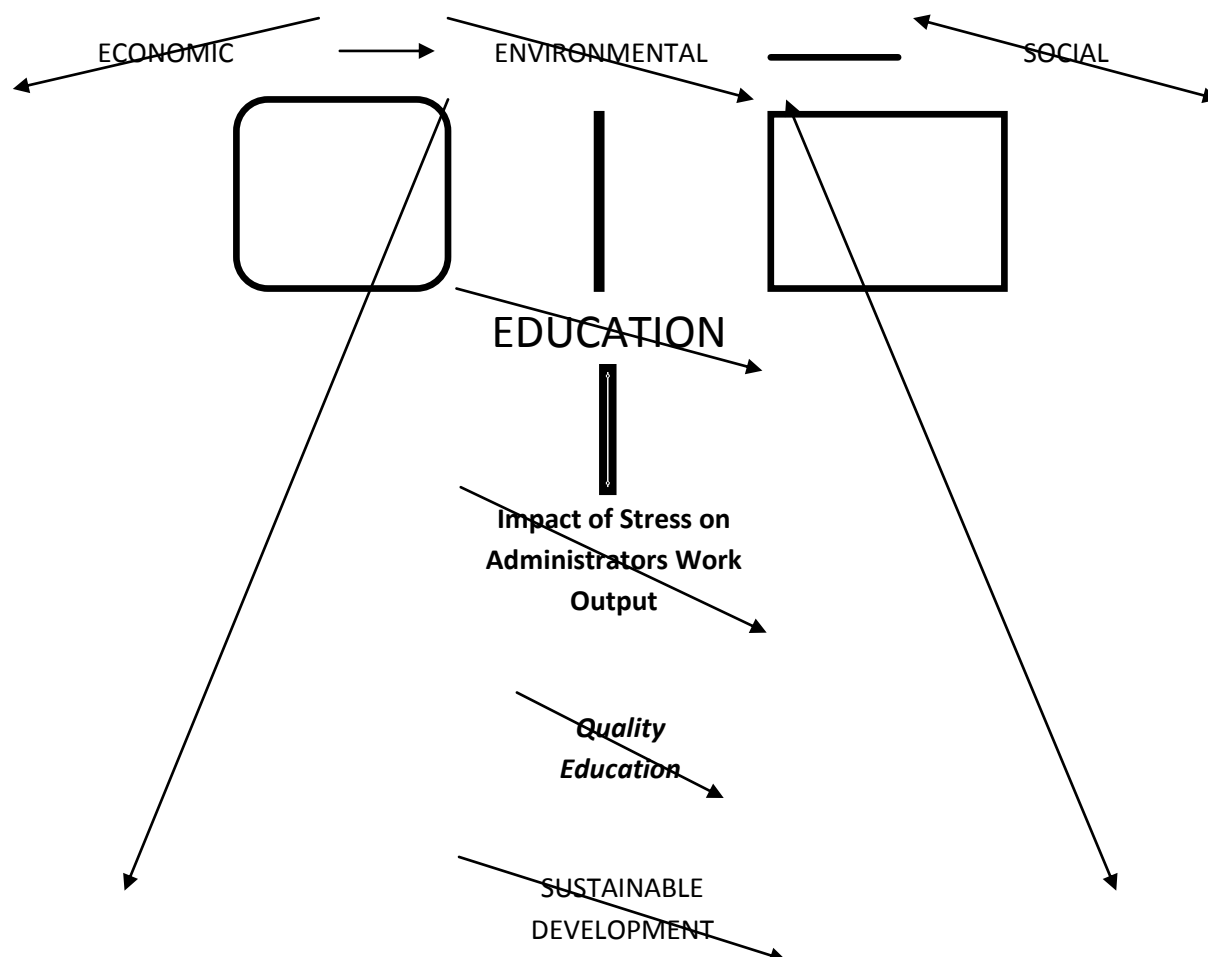 ECONOMIC ENVIRONMENTAL SOCIAL
EDUCATION
Impact of Stress on
Administrators Work
Output
Quality
Education
SUSTAINABLE
DEVELOPMENT